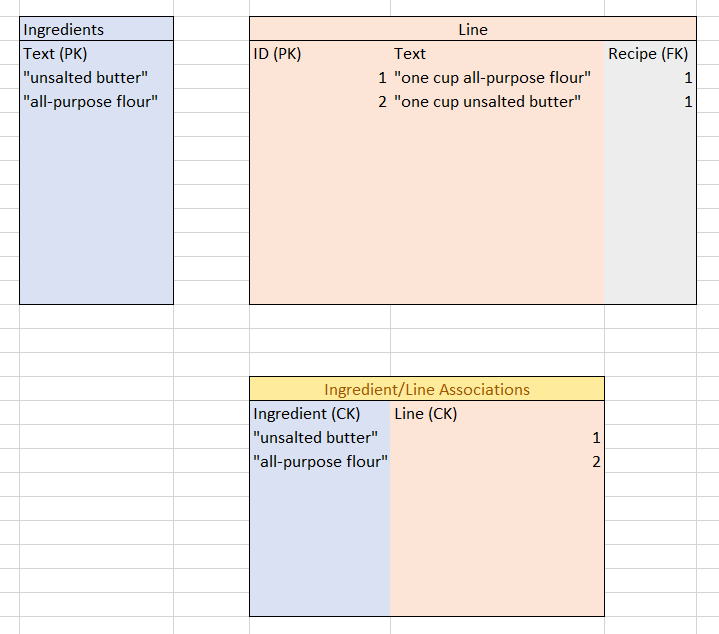 Ingredients
Line
Text (PK)
ID (PK) Text Recipe (FK)
"unsalted butter"
1 "one cup all-purpose flour" 1
"all-purpose flour"
2 "one cup unsalted butter" 1
Ingredient/Line Associations
Ingredient (CK) Line (CK)
"unsalted butter" 1
"all-purpose flour" 2